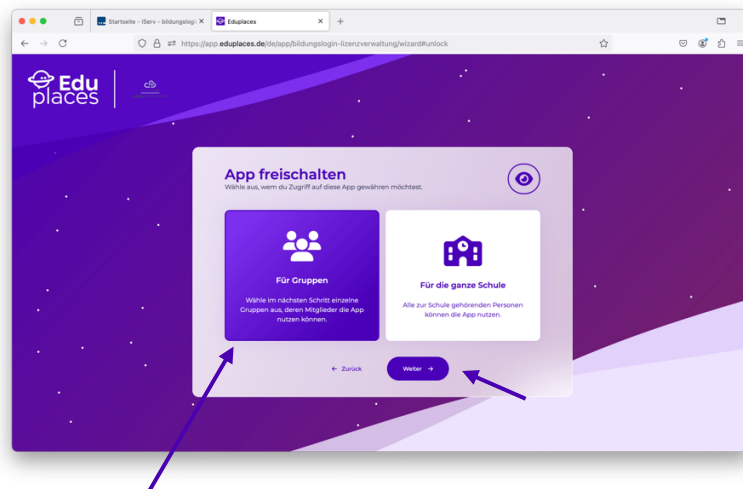 Startseite - IServ - bildungslogi
Eduplaces
https://app.eduplaces.de/de/app/bildungslogin-lizenzverwaltung/wizard#unlock
Edu
places
App freischalten
Wähle aus, wem du Zugriff auf diese App gewähren möchtest.
Für Gruppen
Wähle im nächsten Schritt einzelne
Gruppen aus, deren Mitglieder die App
nutzen können.
Für die ganze Schule
Alle zur Schule gehörenden Personen
können die App nutzen.
← Zurück
Weiter →